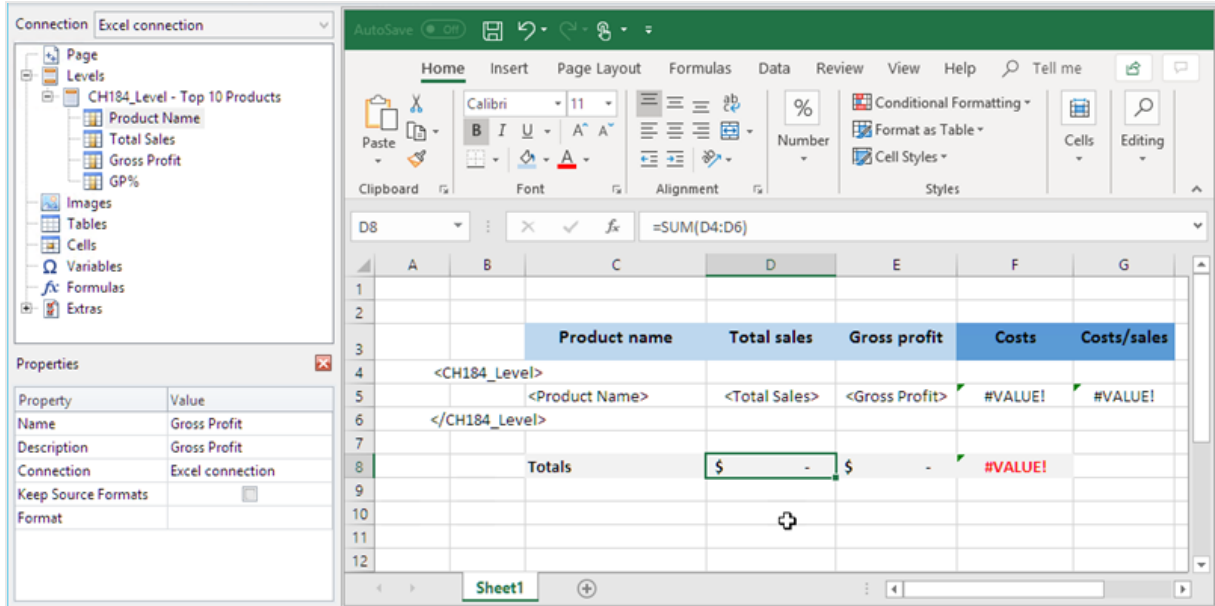 Connection Excel connection
Page
Levels
CH184_Level - Top 10 Products
Product Name
Total Sales
Gross Profit
GP%
Images
Tables
Cells
Ω Variables
fx Formulas
Extras
Properties
Property Value
Name Gross Profit
Description Gross Profit
Connection Excel connection
Keep Source Formats
Format
AutoSave Off
Home Insert Page Layout Formulas Data Review View Help Tell me
Paste
Clipboard
Calibri 11
B I U A A
A
Font
ab
Alignment
%
Number
Conditional Formatting
Format as Table
Cell Styles
Styles
Cells
Editing
D8 fx =SUM(D4:D6)
A B C D E F G
1
2
3 Product name Total sales Gross profit Costs Costs/sales
4 <CH184_Level>
5 <Product Name> <Total Sales> <Gross Profit> #VALUE! #VALUE!
6 </CH184_Level>
7
8 Totals $ - $ - #VALUE!
9
10
11
12
Sheet1